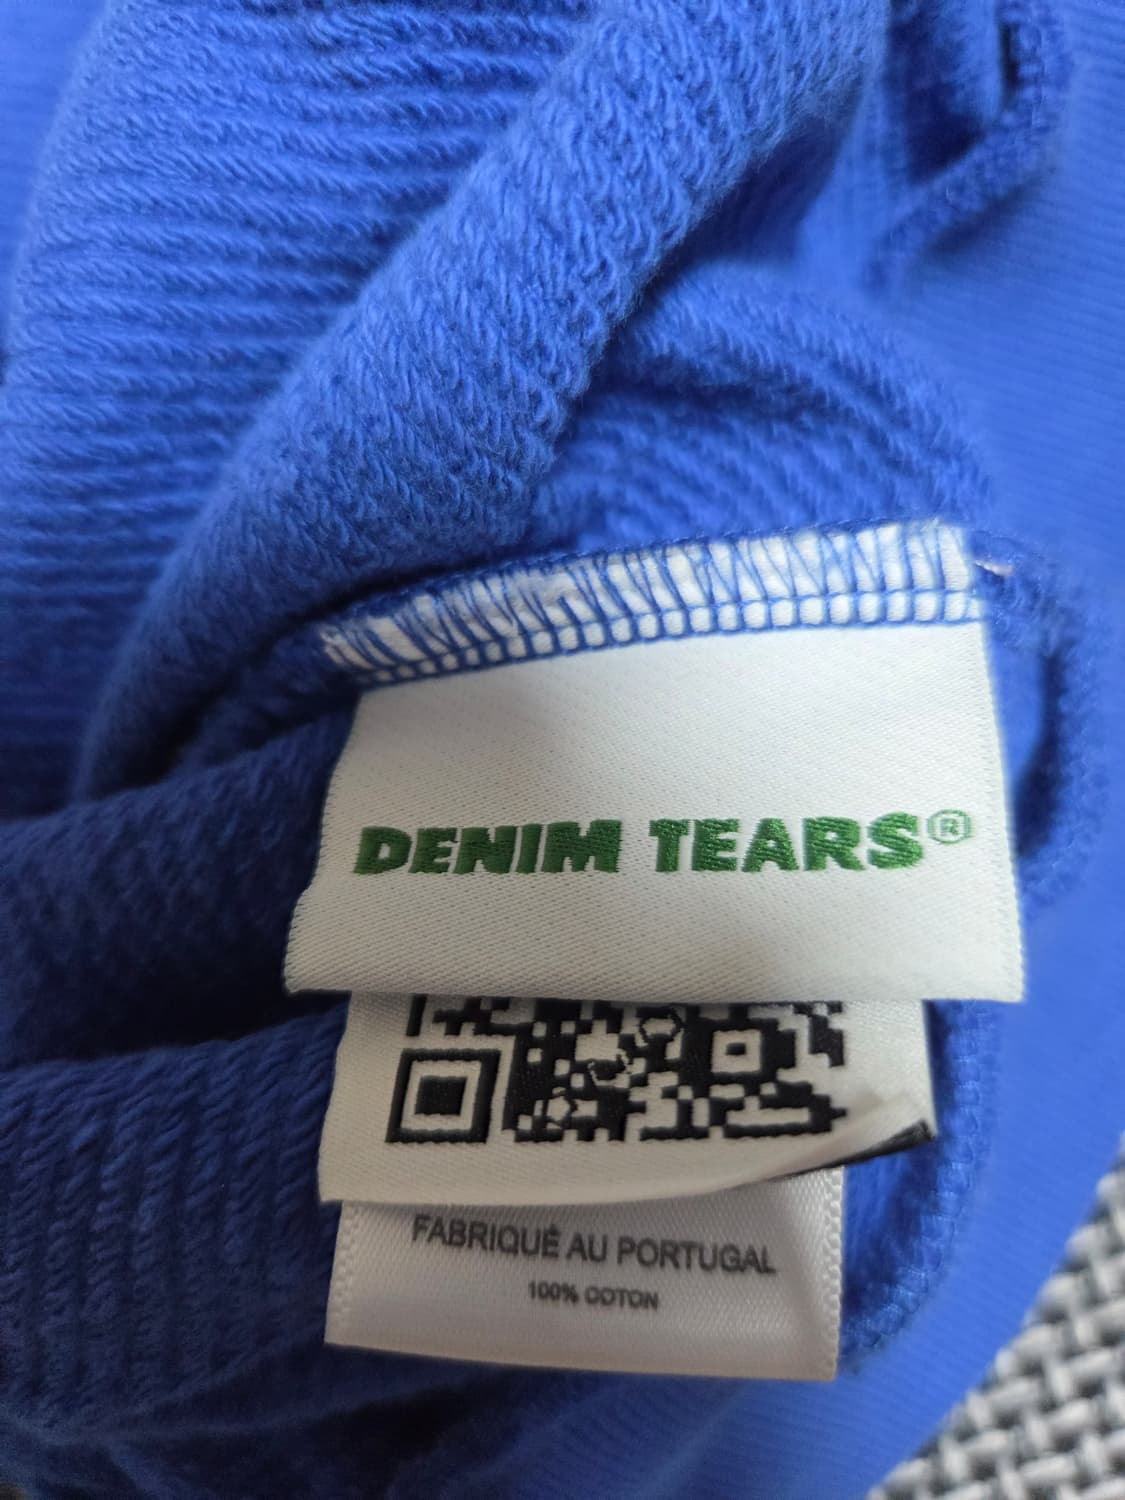 DENIM TEARS®
FABRIQUÉ AU PORTUGAL
100% COTON